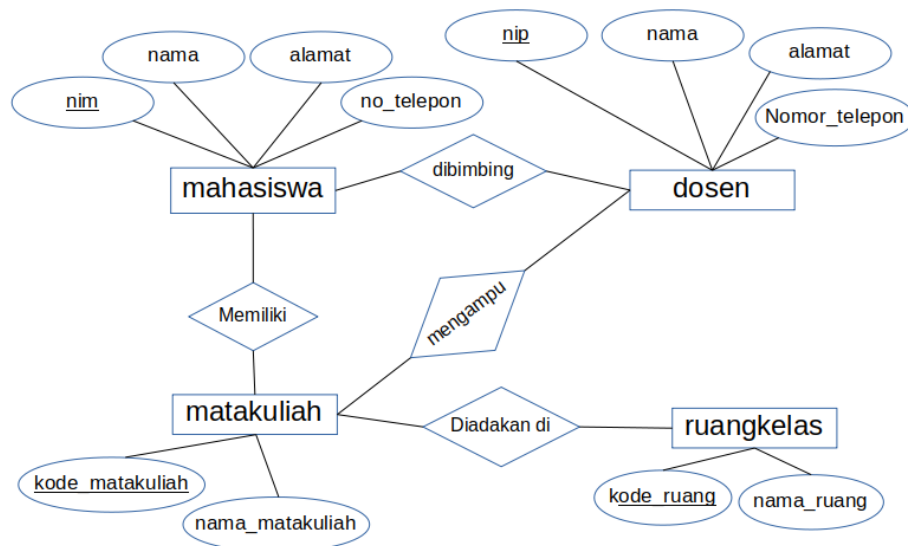 nip
nama
nama
alamat
alamat
nim
no_telepon
Nomor_telepon
dibimbing
mahasiswa
dosen
mengampu
Memiliki
matakuliah
Diadakan di
ruangkelas
kode_matakuliah
kode_ruang
nama_ruang
nama_matakuliah